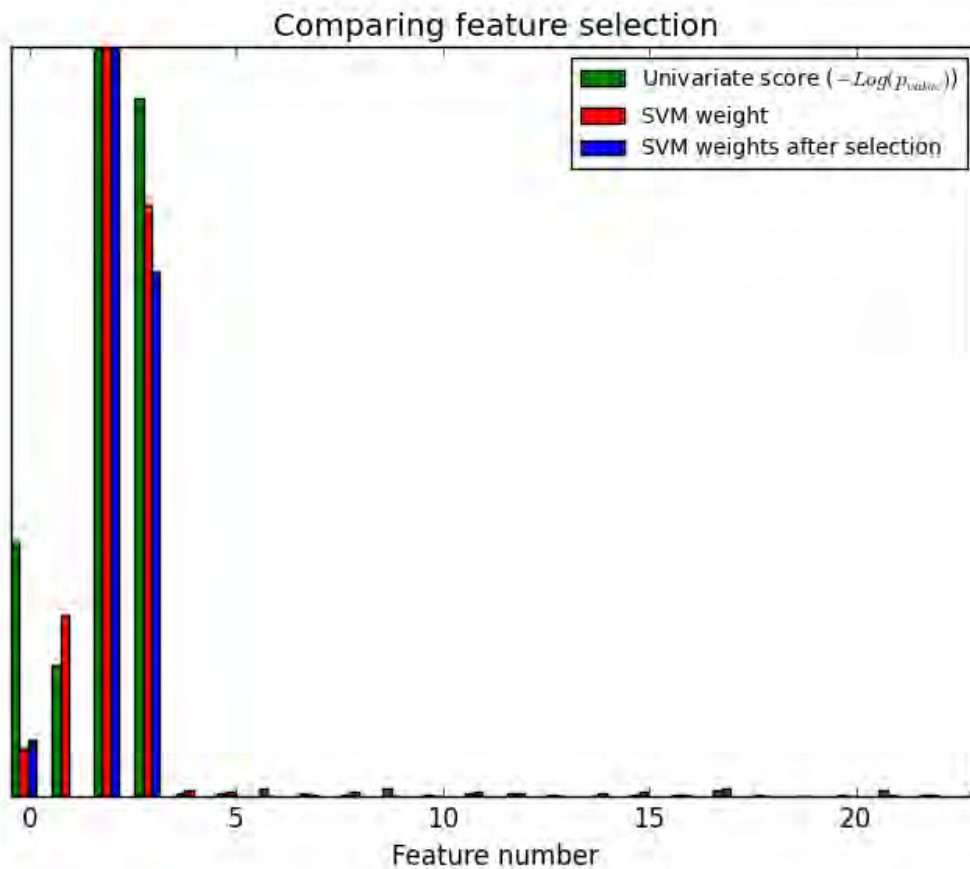 Comparing feature selection
Univariate score (−Log(p_value))
SVM weight
SVM weights after selection
0 5 10 15 20
Feature number